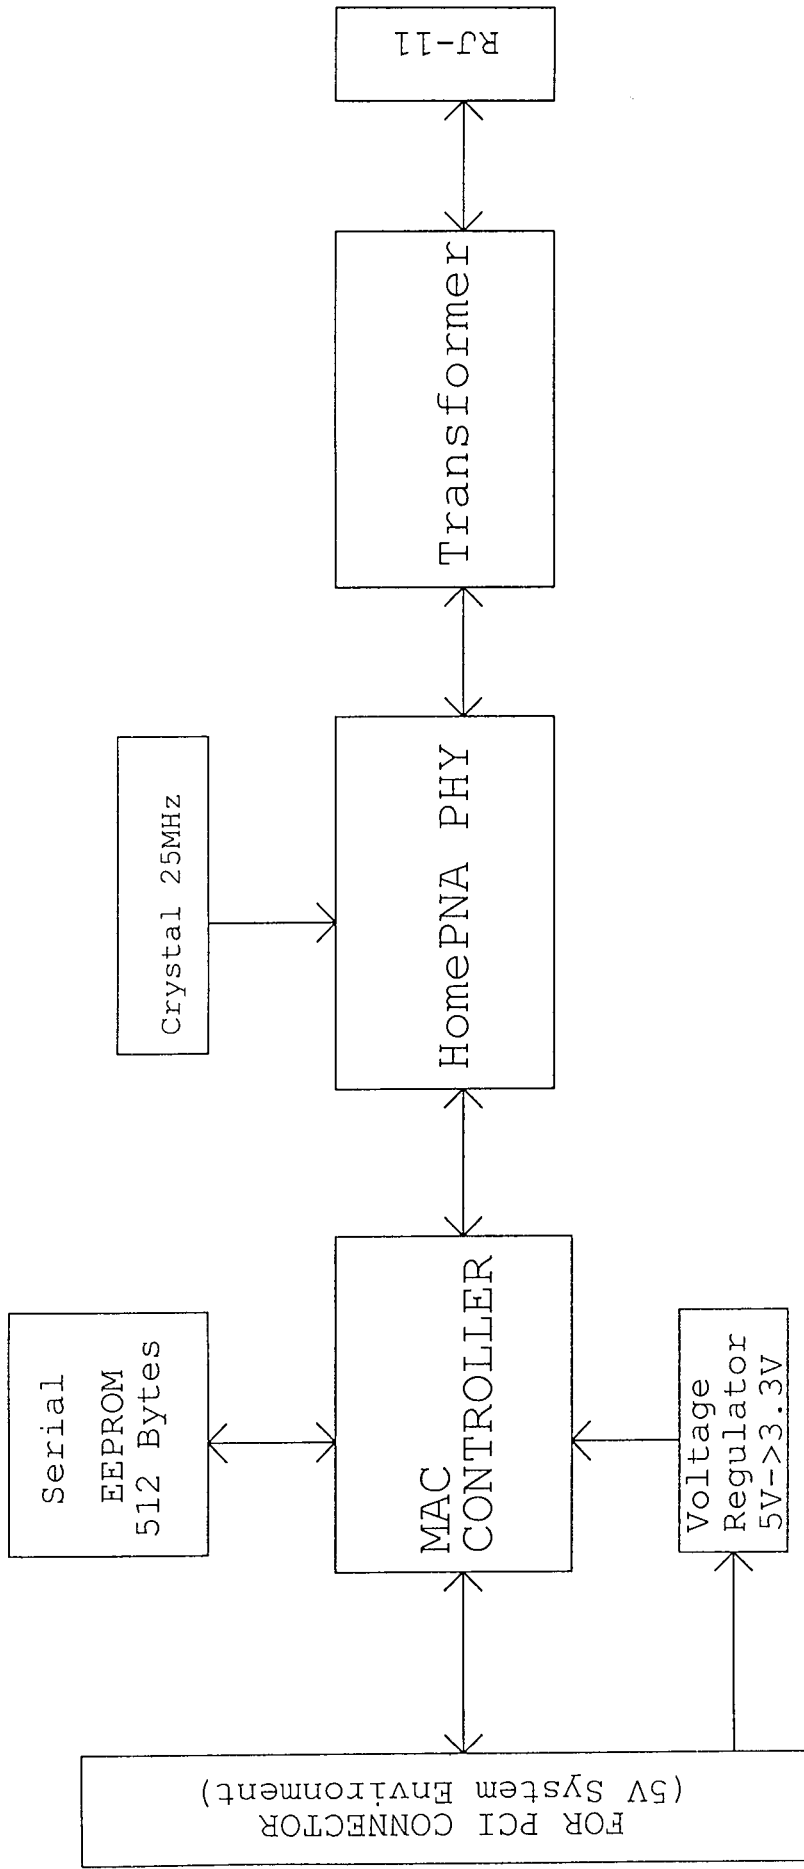 FOR PCI CONNECTOR
(5V System Environment)
Serial
EEPROM
512 Bytes
MAC
CONTROLLER
Voltage
Regulator
5V->3.3V
Crystal 25MHz
HomePNA PHY
Transformer
RJ-11